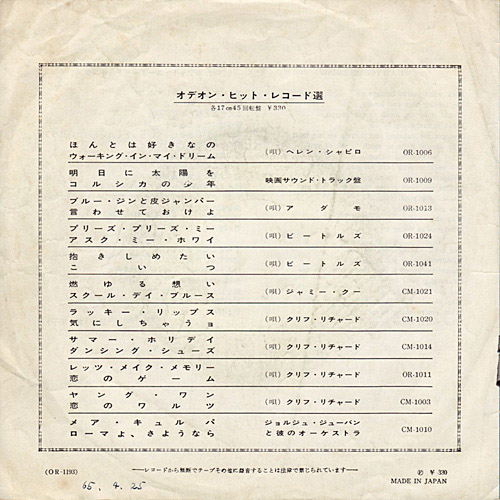 オデオン・ヒット・レコード選
各17㎝45回転盤 ¥330
ほんとは好きなの
ウォーキング・イン・マイ・ドリーム
(唄) ヘレン・シャピロ OR-1006
明日に太陽を
コルシカの少年
映画サウンド・トラック盤 OR-1009
ブルー・ジンと皮ジャンパー
言わせておけよ
(唄) アダモ OR-1013
プリーズ・プリーズ・ミー
アスク・ミー・ホワイ
(唄) ビートルズ OR-1024
抱きしめたい
こいつ
(唄) ビートルズ OR-1041
燃ゆる想い
スクール・デイ・ブルース
(唄) ジャミー・クー CM-1021
ラッキー・リップス
気にしちゃうョ
(唄) クリフ・リチャード CM-1020
サマー・ホリデイ
ダンシング・シューズ
(唄) クリフ・リチャード CM-1014
レッツ・メイク・メモリー
恋のゲーム
(唄) クリフ・リチャード OR-1011
ヤング・ワン
恋のワルツ
(唄) クリフ・リチャード CM-1003
メア・キュルパ
ローマよ、さようなら
ジョルジュ・ジューバン
と彼のオーケストラ CM-1010
(OR-1193)
―レコードから無断でテープその他に録音することは法律で禁じられています―
¥330
MADE IN JAPAN
65. 4. 25